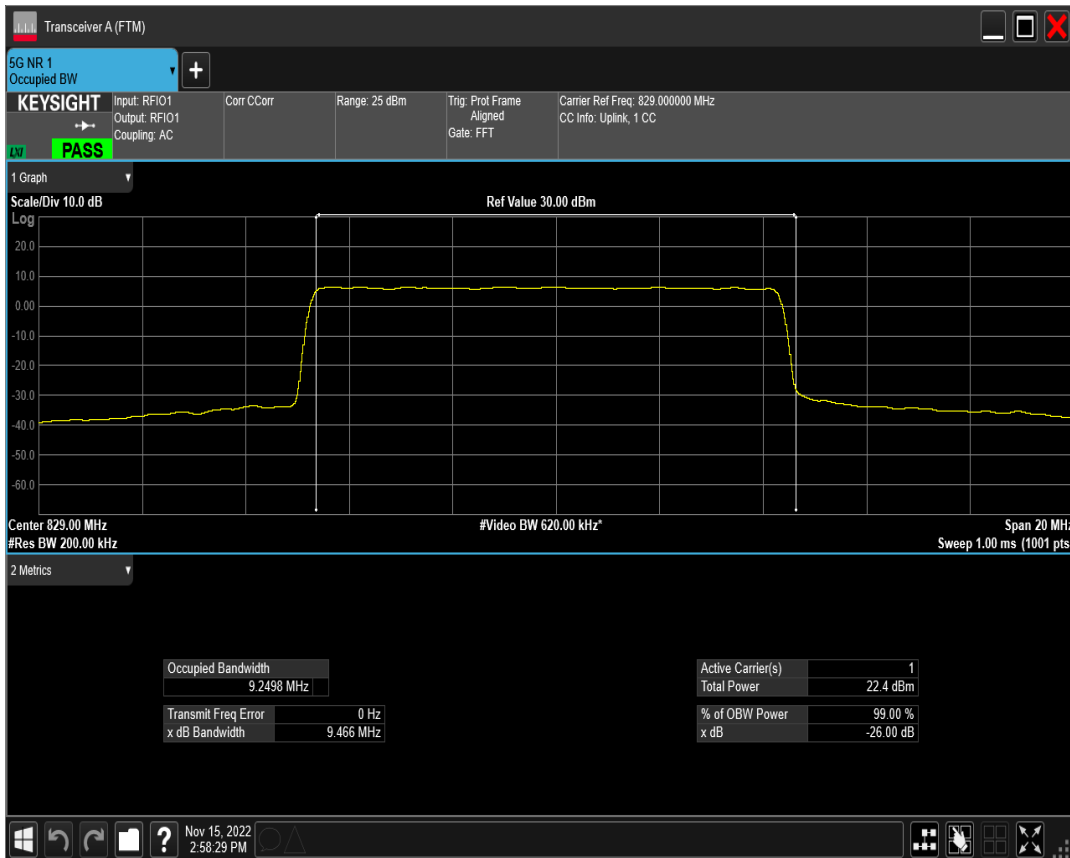 Transceiver A (FTM)
5G NR 1
Occupied BW
+
KEYSIGHT
LXI
PASS
Input: RFIO1
Output: RFIO1
Coupling: AC
Corr CCorr
Range: 25 dBm
Trig: Prot Frame
Aligned
Gate: FFT
Carrier Ref Freq: 829.000000 MHz
CC Info: Uplink, 1 CC
1 Graph
Scale/Div 10.0 dB
Ref Value 30.00 dBm
Log
20.0
10.0
0.00
-10.0
-20.0
-30.0
-40.0
-50.0
-60.0
Center 829.00 MHz
#Video BW 620.00 kHz*
Span 20 MHz
#Res BW 200.00 kHz
Sweep 1.00 ms (1001 pts
2 Metrics
Occupied Bandwidth
9.2498 MHz
Transmit Freq Error 0 Hz
x dB Bandwidth 9.466 MHz
Active Carrier(s) 1
Total Power 22.4 dBm
% of OBW Power 99.00 %
x dB -26.00 dB
?
Nov 15, 2022
2:58:29 PM